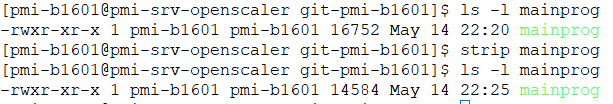 [pmi-b1601@pmi-srv-openscaler git-pmi-b1601]$ ls -l mainprog
-rwxr-xr-x 1 pmi-b1601 pmi-b1601 16752 May 14 22:20 mainprog
[pmi-b1601@pmi-srv-openscaler git-pmi-b1601]$ strip mainprog
[pmi-b1601@pmi-srv-openscaler git-pmi-b1601]$ ls -l mainprog
-rwxr-xr-x 1 pmi-b1601 pmi-b1601 14584 May 14 22:25 mainprog